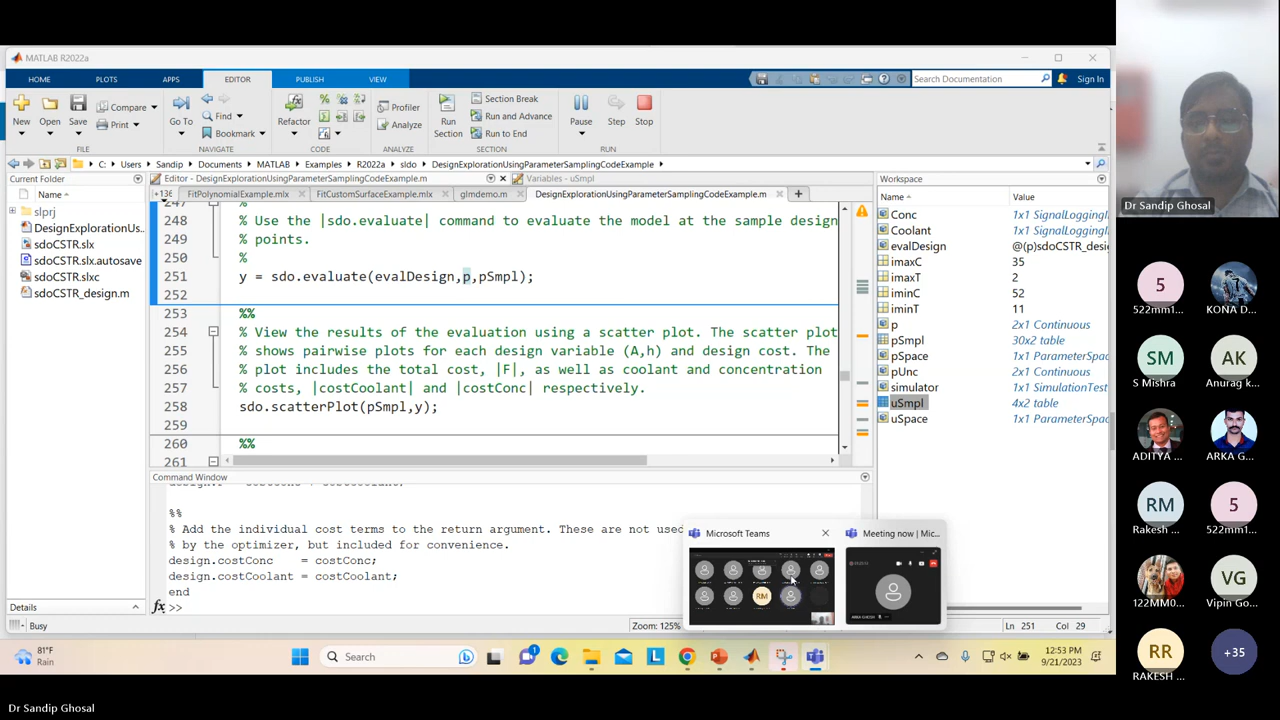 MATLAB R2022a
HOME PLOTS APPS EDITOR PUBLISH VIEW Search Documentation Sign In
New Open Save Compare Print Go To Find Bookmark Refactor Profiler Analyze Run Section Section Break Run and Advance Run to End Pause Step Stop
FILE NAVIGATE CODE ANALYZE SECTION RUN
C: Users Sandip Documents MATLAB Examples R2022a sldo DesignExplorationUsingParameterSamplingCodeExample
Current Folder
Name
slprj
DesignExplorationUs...
sdoCSTR.slx
sdoCSTR.slx.autosave
sdoCSTR.slxc
sdoCSTR_design.m
Details
Editor - DesignExplorationUsingParameterSamplingCodeExample.m Variables - uSmpl
+13 FitPolynomialExample.mlx FitCustomSurfaceExample.mlx glmdemo.m DesignExplorationUsingParameterSamplingCodeExample.m
247 %
248 % Use the |sdo.evaluate| command to evaluate the model at the sample design
249 % points.
250 %
251 y = sdo.evaluate(evalDesign,p,pSmpl);
252
253 %%
254 % View the results of the evaluation using a scatter plot. The scatter plot
255 % shows pairwise plots for each design variable (A,h) and design cost. The
256 % plot includes the total cost, |F|, as well as coolant and concentration
257 % costs, |costCoolant| and |costConc| respectively.
258 sdo.scatterPlot(pSmpl,y);
259
260 %%
261
Command Window
%%
% Add the individual cost terms to the return argument. These are not used
% by the optimizer, but included for convenience.
design.costConc = costConc;
design.costCoolant = costCoolant;
end
fx >>
Workspace
Name Value
Conc 1x1 SignalLoggingI
Coolant 1x1 SignalLoggingI
evalDesign @(p)sdoCSTR_desi
imaxC 35
imaxT 2
iminC 52
iminT 11
p 2x1 Continuous
pSmpl 30x2 table
pSpace 1x1 ParameterSpac
pUnc 2x1 Continuous
simulator 1x1 SimulationTest
uSmpl 4x2 table
uSpace 1x1 ParameterSpac
Microsoft Teams
RM
Meeting now | Mic...
Busy
Zoom: 125%
Ln 251 Col 29
81°F
Rain
Search
12:53 PM
9/21/2023
Dr Sandip Ghosal
5
522mm1...
KONA D...
SM
S Mishra
AK
Anurag k...
ADITYA ...
ARKA G...
RM
Rakesh ...
5
522mm1...
122MM0...
VG
Vipin Go...
RR
RAKESH ...
+35
Dr Sandip Ghosal